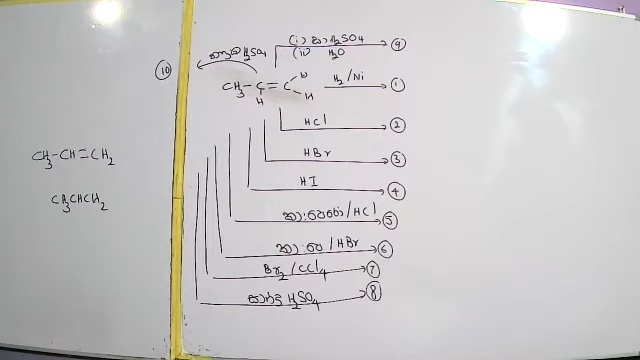 (i) සා. H₂SO₄ ⑨
(ii) H₂O
තනුක H₂SO₄
⑩
CH₃-C=C H₂/Ni ①
H H H
HCl ②
HBr ③
CH₃-CH=CH₂
HI ④
CH₃CHCH₂
/HCl ⑤
/HBr ⑥
Br₂/CCl₄ ⑦
සාන්ද්‍ර H₂SO₄ ⑧